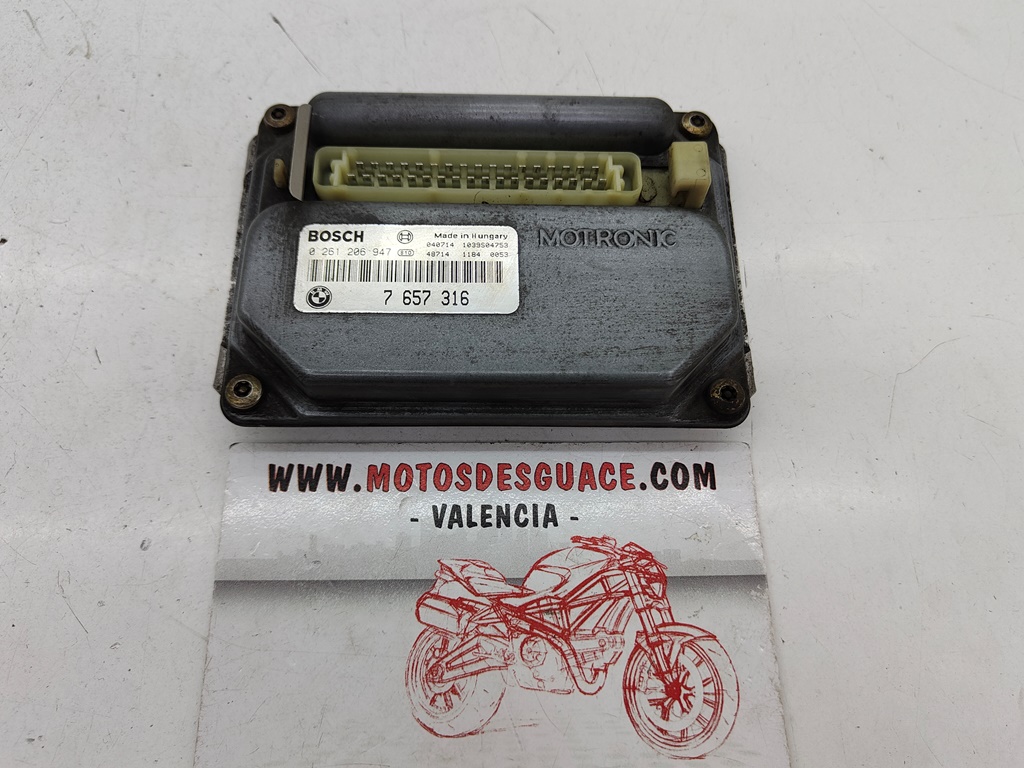 BOSCH
Made in Hungary
0 261 206 947
040714 1039S04753
48714 1184 0053
7 657 316
MOTRONIC
WWW.MOTOSDESGUACE.COM
- VALENCIA -